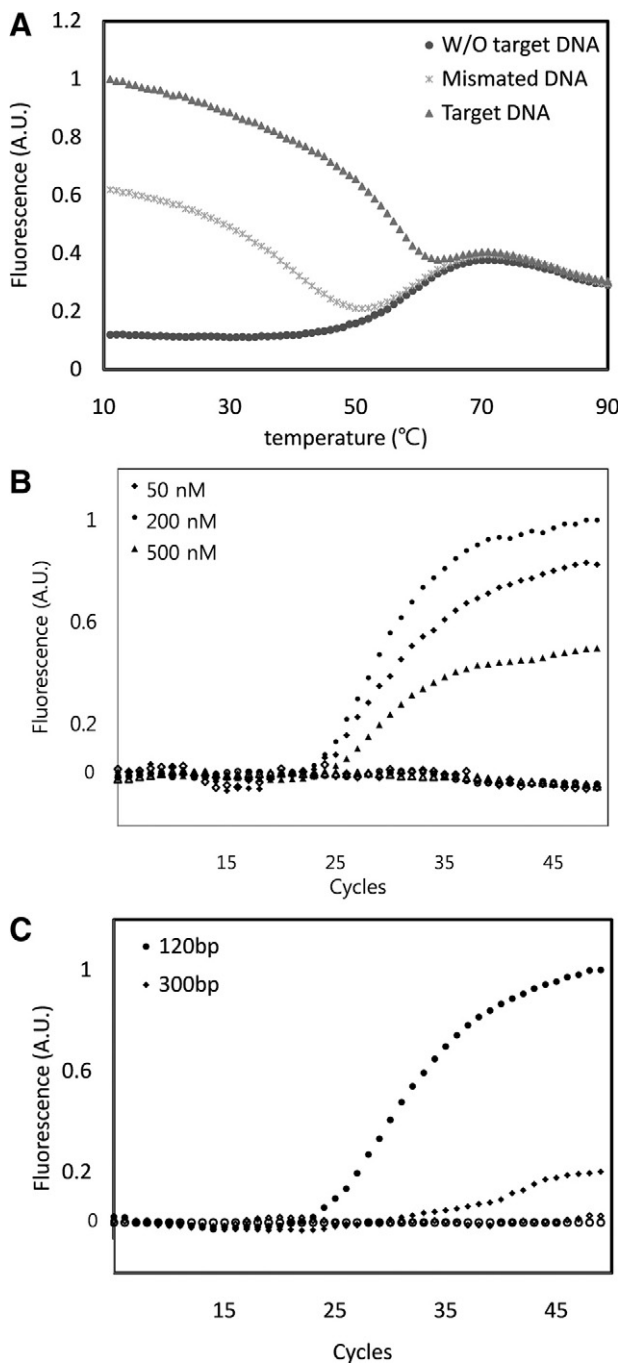 A
1.2
1
0.8
0.6
0.4
0.2
0
Fluorescence (A.U.)
W/O target DNA
Mismated DNA
Target DNA
10 30 50 70 90
temperature (℃)
B
50 nM
200 nM
500 nM
1
0.6
0.2
0
Fluorescence (A.U.)
15 25 35 45
Cycles
C
120bp
300bp
1
0.6
0.2
0
Fluorescence (A.U.)
15 25 35 45
Cycles